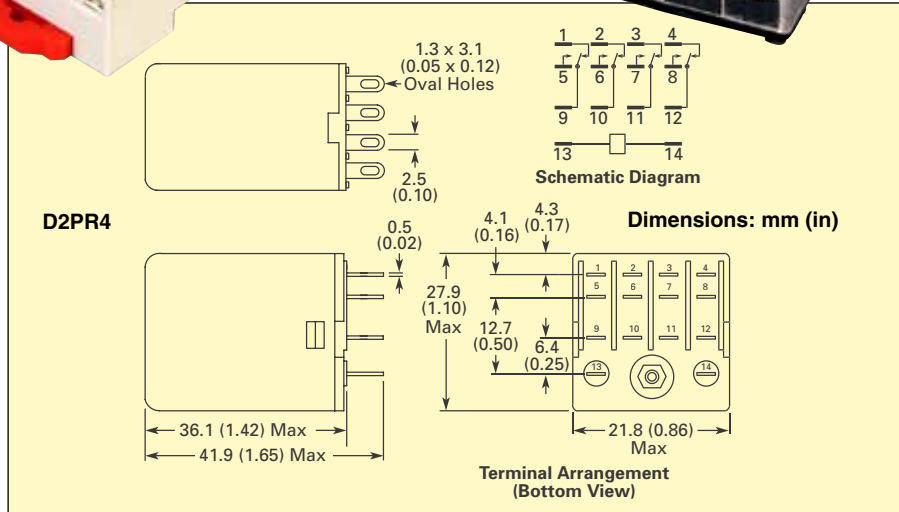 1.3 x 3.1
(0.05 x 0.12)
Oval Holes
2.5
(0.10)
1 2 3 4
5 6 7 8
9 10 11 12
13 14
Schematic Diagram
D2PR4
Dimensions: mm (in)
0.5
(0.02)
4.1
(0.16)
4.3
(0.17)
27.9
(1.10)
Max
12.7
(0.50)
6.4
(0.25)
1 2 3 4
5 6 7 8
9 10 11 12
13 14
36.1 (1.42) Max
41.9 (1.65) Max
21.8 (0.86)
Max
Terminal Arrangement
(Bottom View)